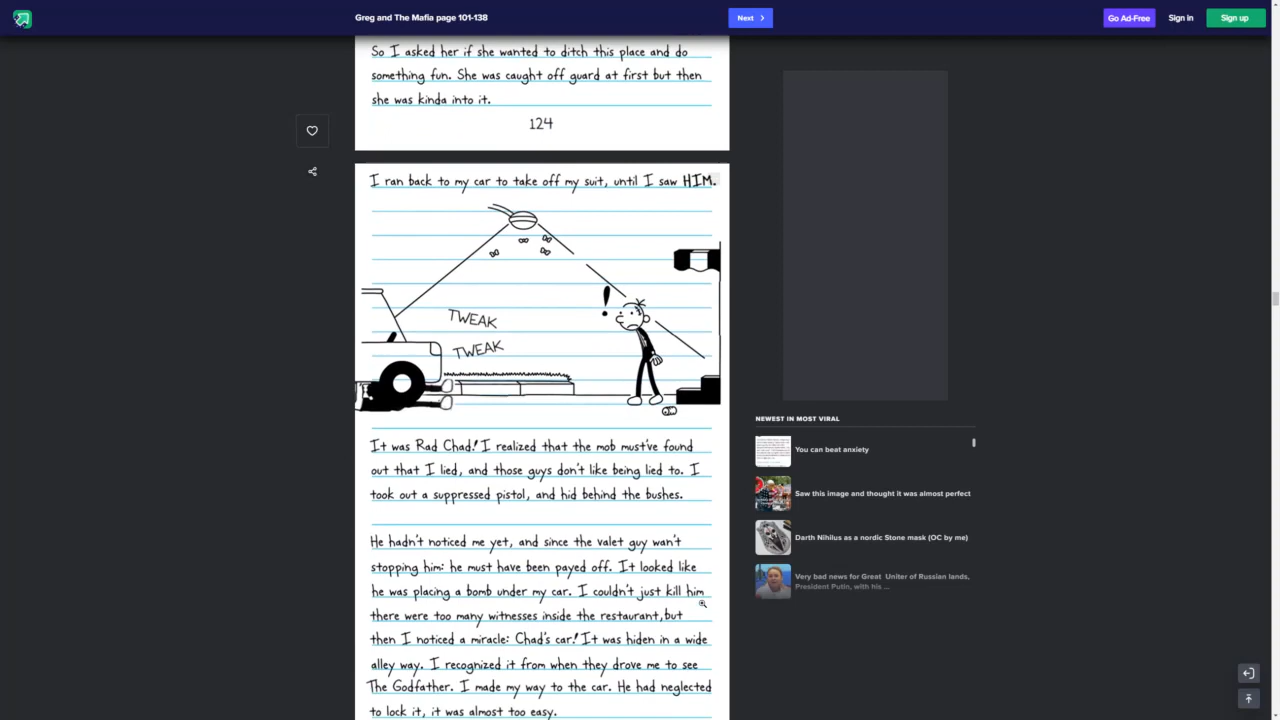 Greg and The Mafia page 101-138
Next
Go Ad-Free
Sign in
Sign up
So I asked her if she wanted to ditch this place and do
something fun. She was caught off guard at first but then
she was kinda into it.
124
I ran back to my car to take off my suit, until I saw HIM.
!
TWEAK
TWEAK
It was Rad Chad! I realized that the mob must've found
out that I lied, and those guys don't like being lied to. I
took out a suppressed pistol, and hid behind the bushes.
He hadn't noticed me yet, and since the valet guy wan't
stopping him: he must have been payed off. It looked like
he was placing a bomb under my car. I couldn't just kill him
there were too many witnesses inside the restaurant,but
then I noticed a miracle: Chad's car! It was hiden in a wide
alley way. I recognized it from when they drove me to see
The Godfather. I made my way to the car. He had neglected
to lock it, it was almost too easy.
NEWEST IN MOST VIRAL
You can beat anxiety
Saw this image and thought it was almost perfect
Darth Nihilus as a nordic Stone mask (OC by me)
Very bad news for Great Uniter of Russian lands,
President Putin, with his ...